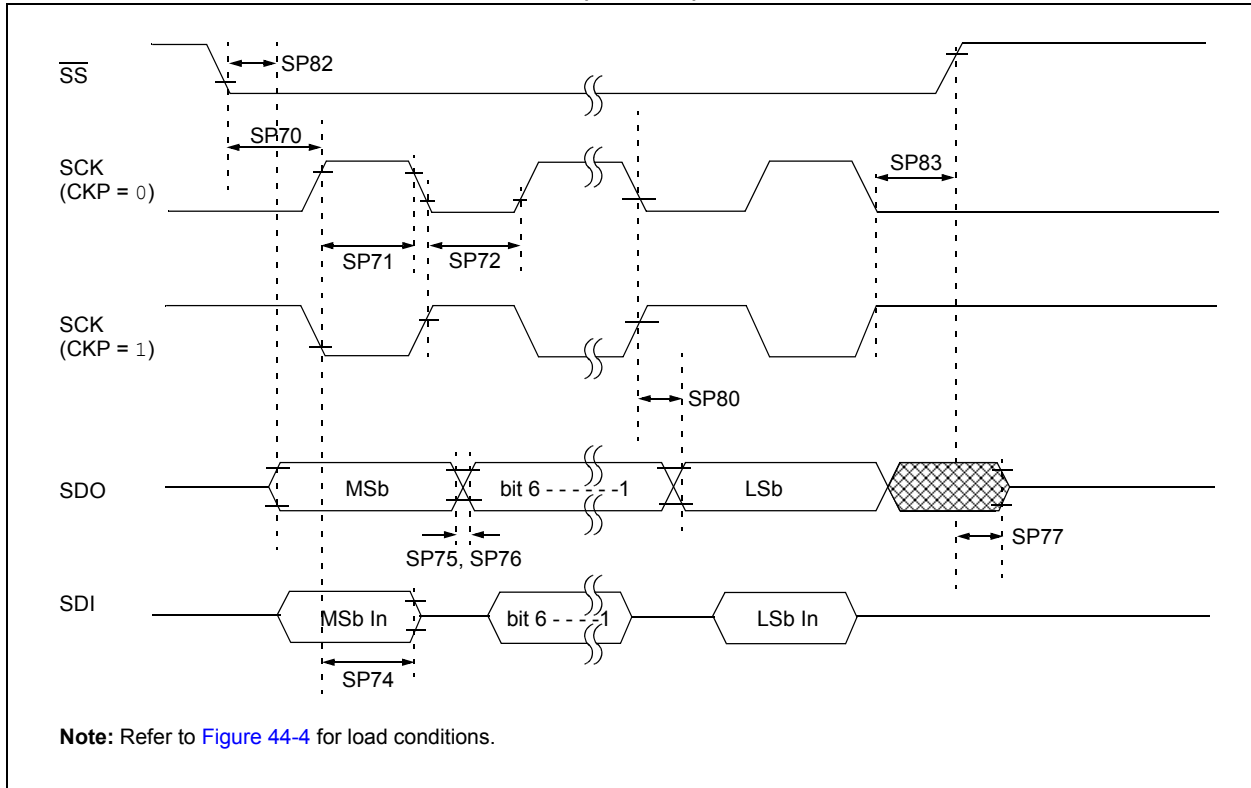 SS
SP82
SP70
SCK
(CKP = 0)
SP83
SP71
SP72
SCK
(CKP = 1)
SP80
SDO
MSb
bit 6 - - - - - -1
LSb
SP77
SP75, SP76
SDI
MSb In
bit 6 - - - -1
LSb In
SP74
Note: Refer to Figure 44-4 for load conditions.